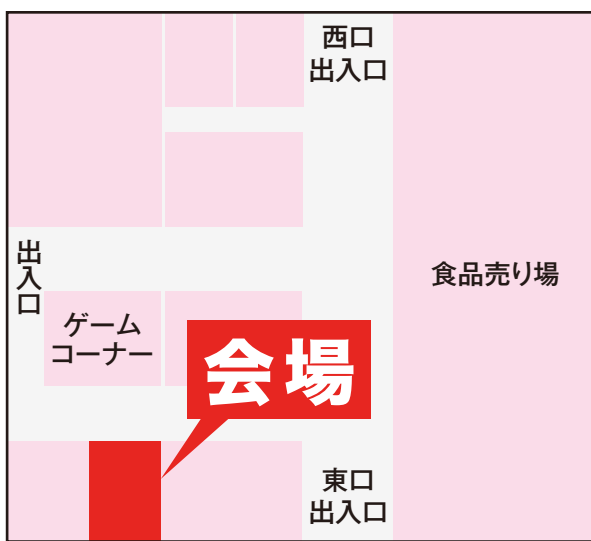 西口
出入口
出入口
食品売り場
ゲーム
コーナー
会場
東口
出入口